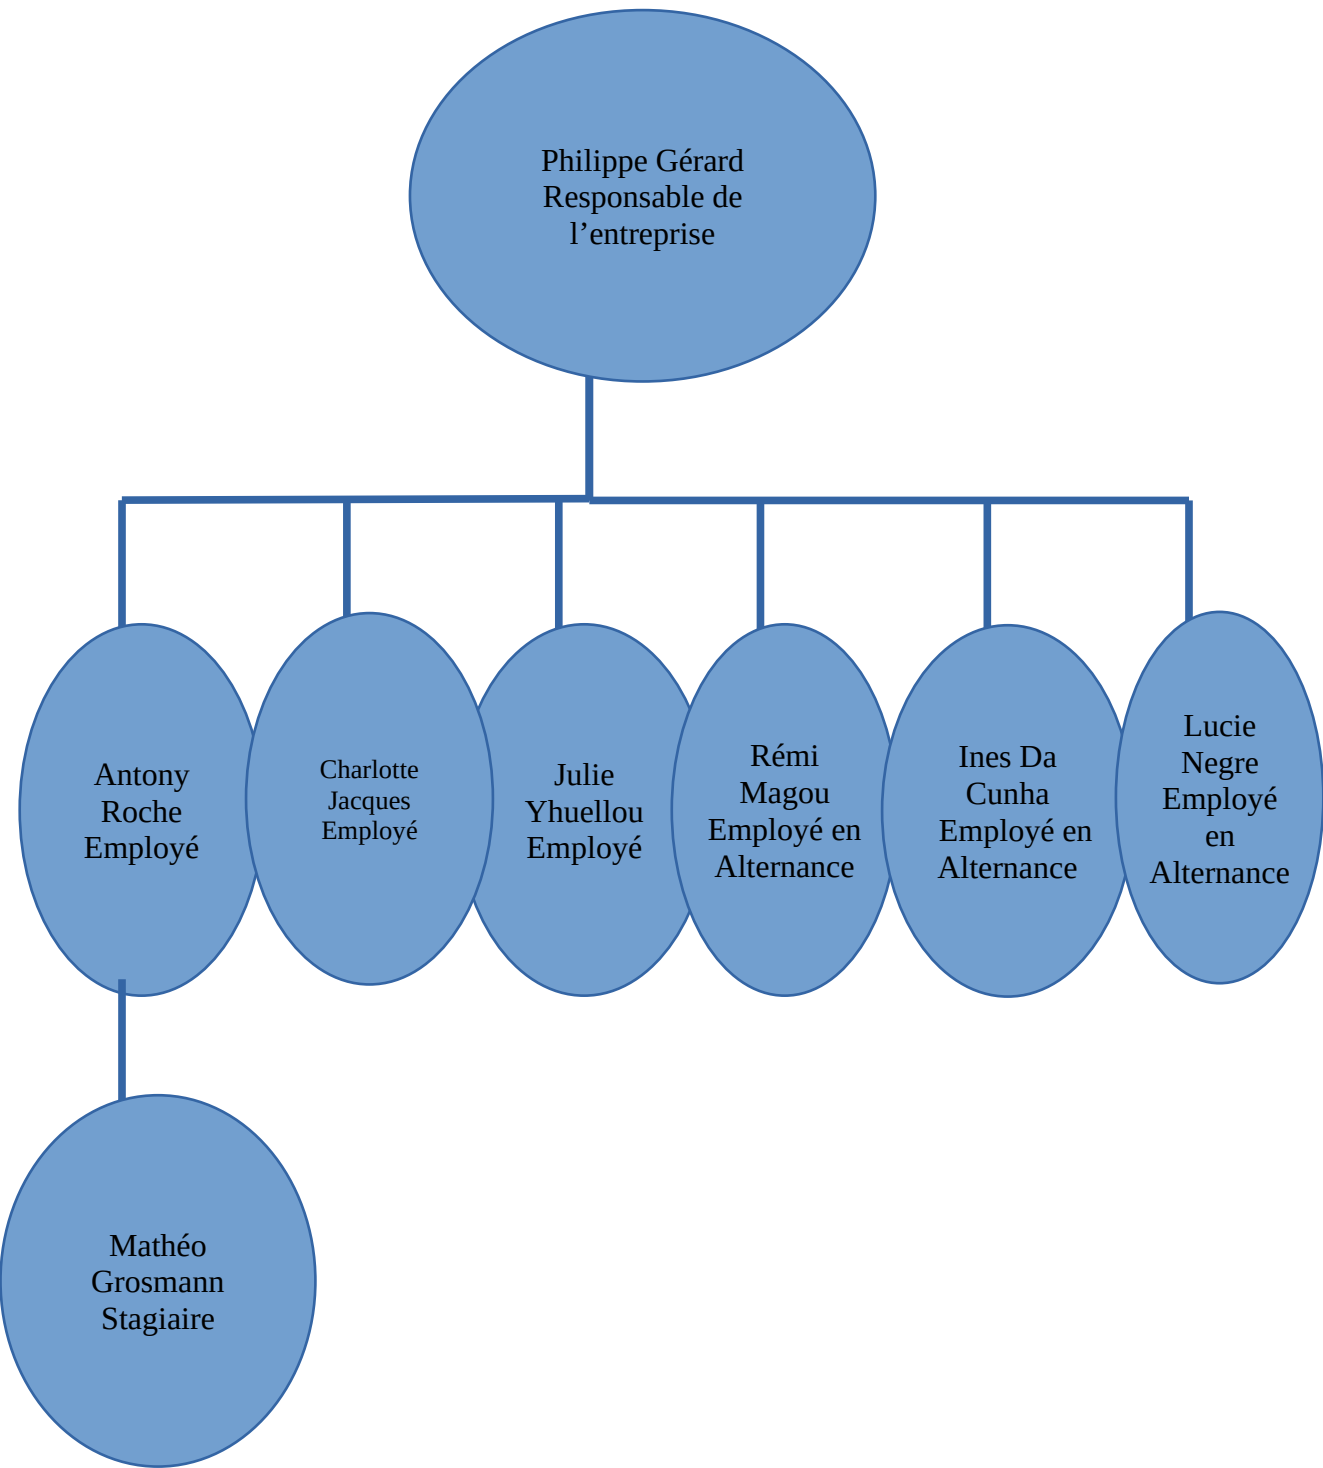 Philippe Gérard
Responsable de
l’entreprise
Antony
Roche
Employé
Charlotte
Jacques
Employé
Julie
Yhuellou
Employé
Rémi
Magou
Employé en
Alternance
Ines Da
Cunha
Employé en
Alternance
Lucie
Negre
Employé
en
Alternance
Mathéo
Grosmann
Stagiaire